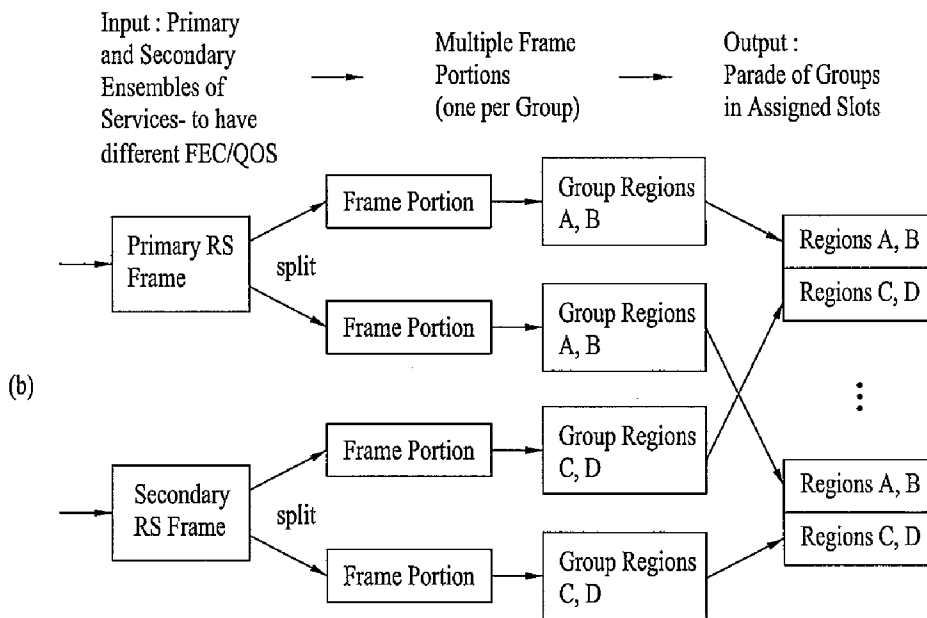 Input : Primary
and Secondary
Ensembles of
Services- to have
different FEC/QOS
Multiple Frame
Portions
(one per Group)
Output :
Parade of Groups
in Assigned Slots
Primary RS
Frame
split
Frame Portion
Frame Portion
Group Regions
A, B
Group Regions
A, B
Regions A, B
Regions C, D
(b)
Secondary
RS Frame
split
Frame Portion
Frame Portion
Group Regions
C, D
Group Regions
C, D
Regions A, B
Regions C, D